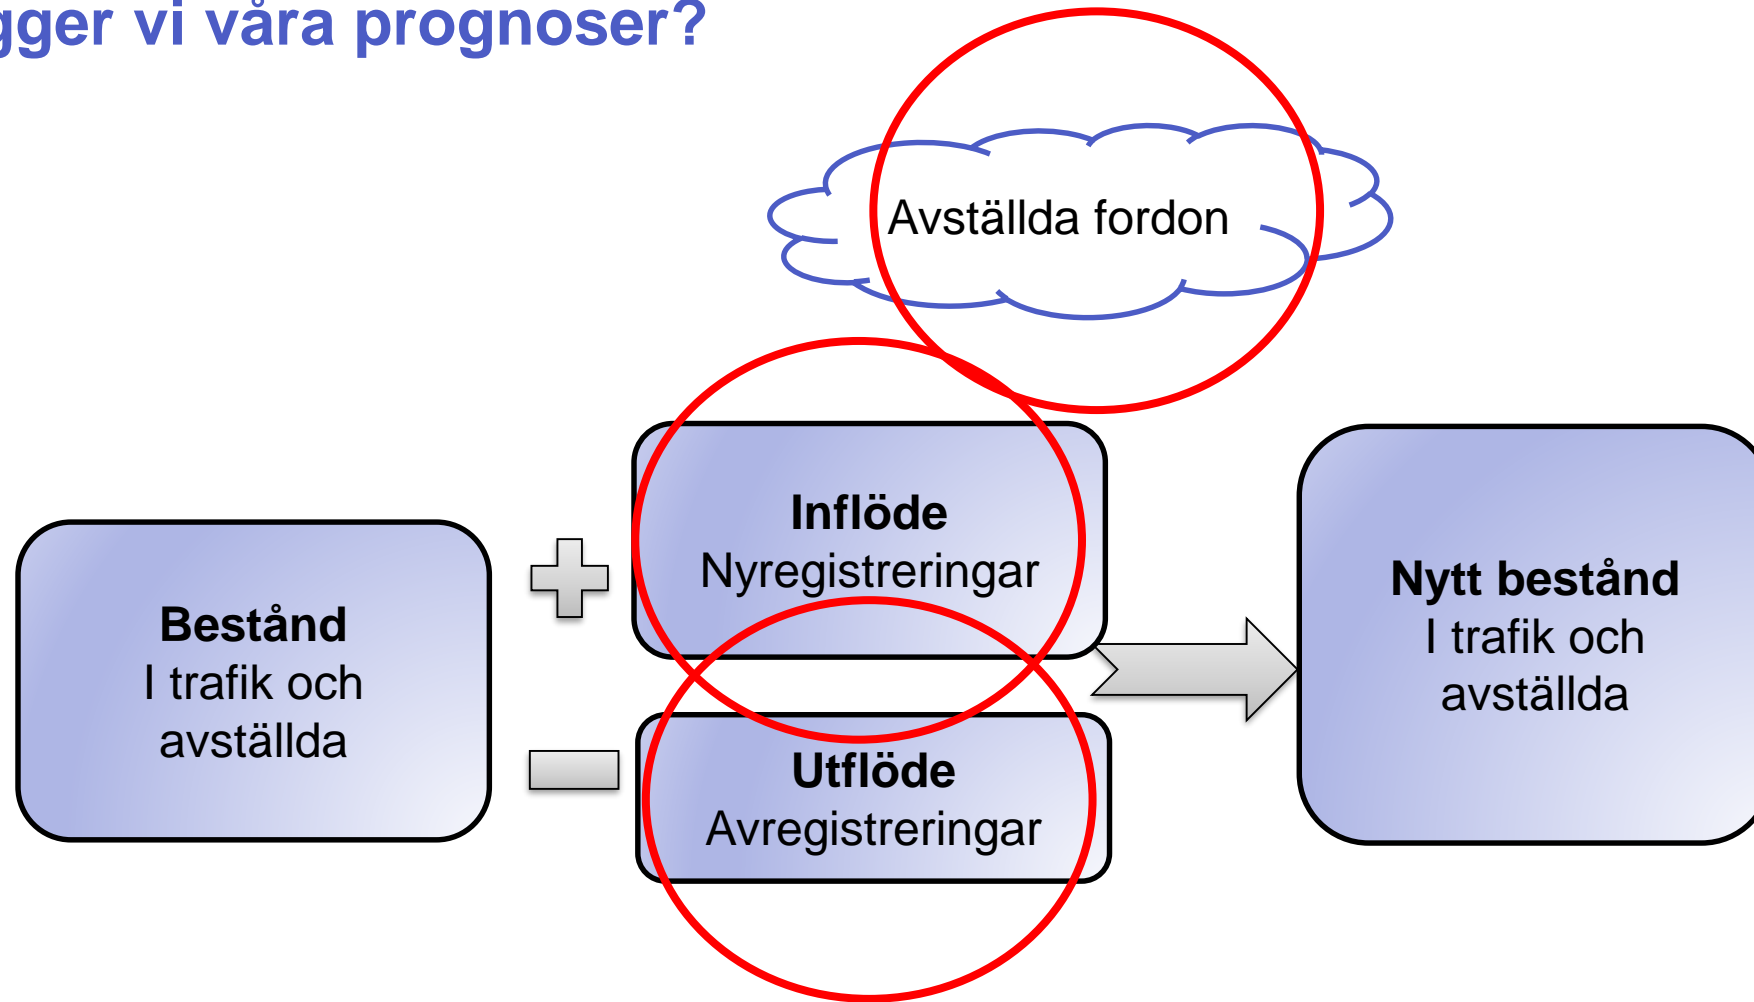 gger vi våra prognoser?
Avställda fordon
Inflöde
Nyregistreringar
Bestånd
I trafik och
avställda
Utflöde
Avregistreringar
Nytt bestånd
I trafik och
avställda